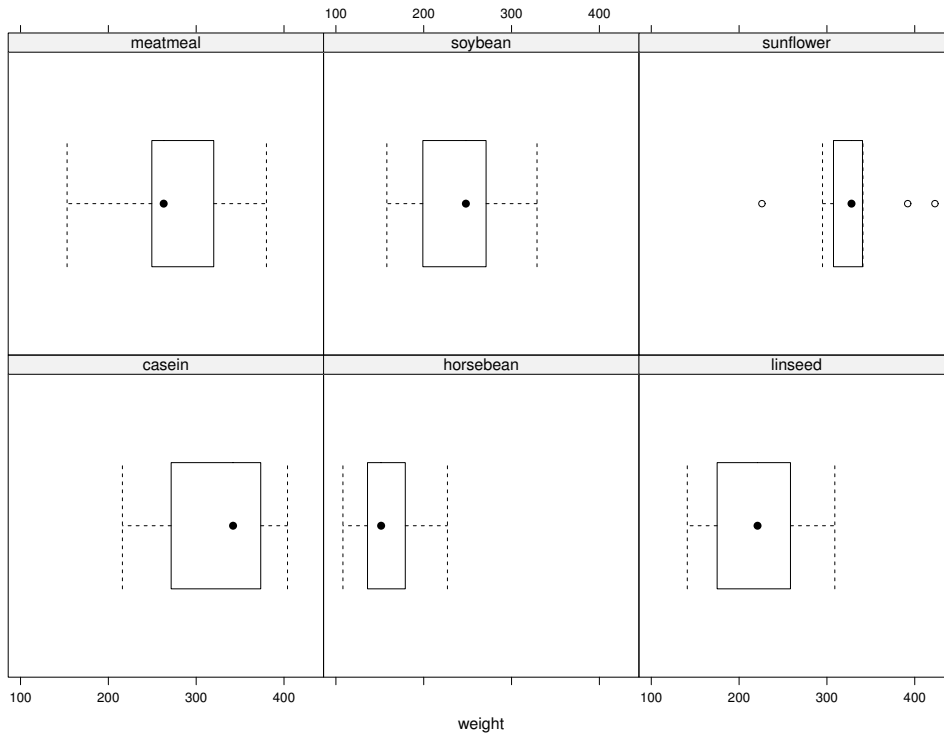 100 200 300 400
meatmeal soybean sunflower
casein horsebean linseed
100 200 300 400 100 200 300 400
weight